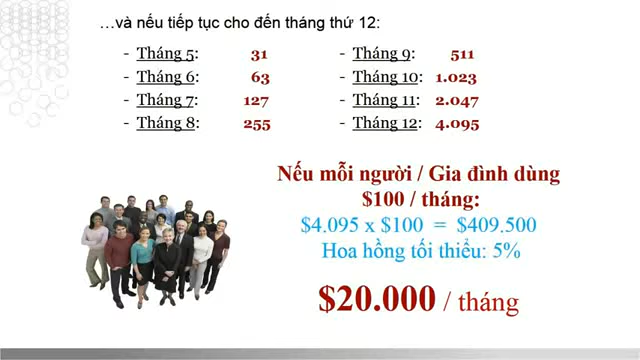 ...và nếu tiếp tục cho đến tháng thứ 12:
- Tháng 5: 31
- Tháng 6: 63
- Tháng 7: 127
- Tháng 8: 255
- Tháng 9: 511
- Tháng 10: 1.023
- Tháng 11: 2.047
- Tháng 12: 4.095
Nếu mỗi người / Gia đình dùng
$100 / tháng:
$4.095 x $100 = $409.500
Hoa hồng tối thiểu: 5%
$20.000 / tháng